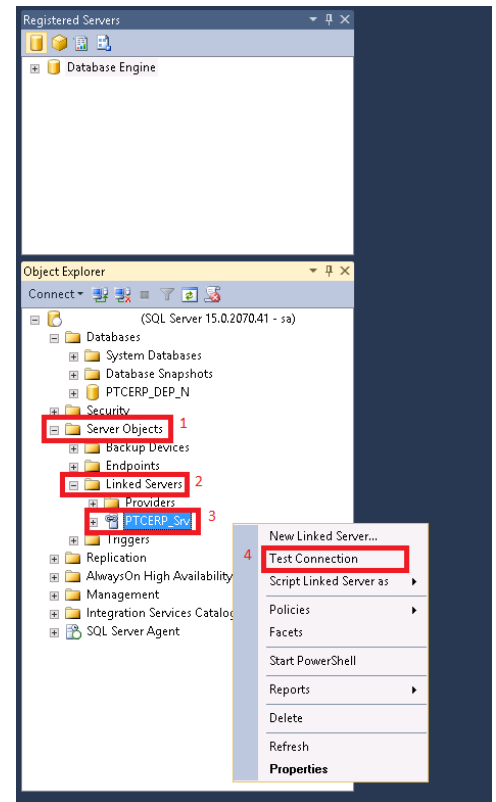 Registered Servers
Database Engine
Object Explorer
Connect
(SQL Server 15.0.2070.41 - sa)
Databases
System Databases
Database Snapshots
PTCERP_DEP_N
Security
Server Objects 1
Backup Devices
Endpoints
Linked Servers 2
Providers
PTCERP_Srv 3
Triggers
Replication
AlwaysOn High Availability
Management
Integration Services Catalog
SQL Server Agent
New Linked Server...
4 Test Connection
Script Linked Server as
Policies
Facets
Start PowerShell
Reports
Delete
Refresh
Properties